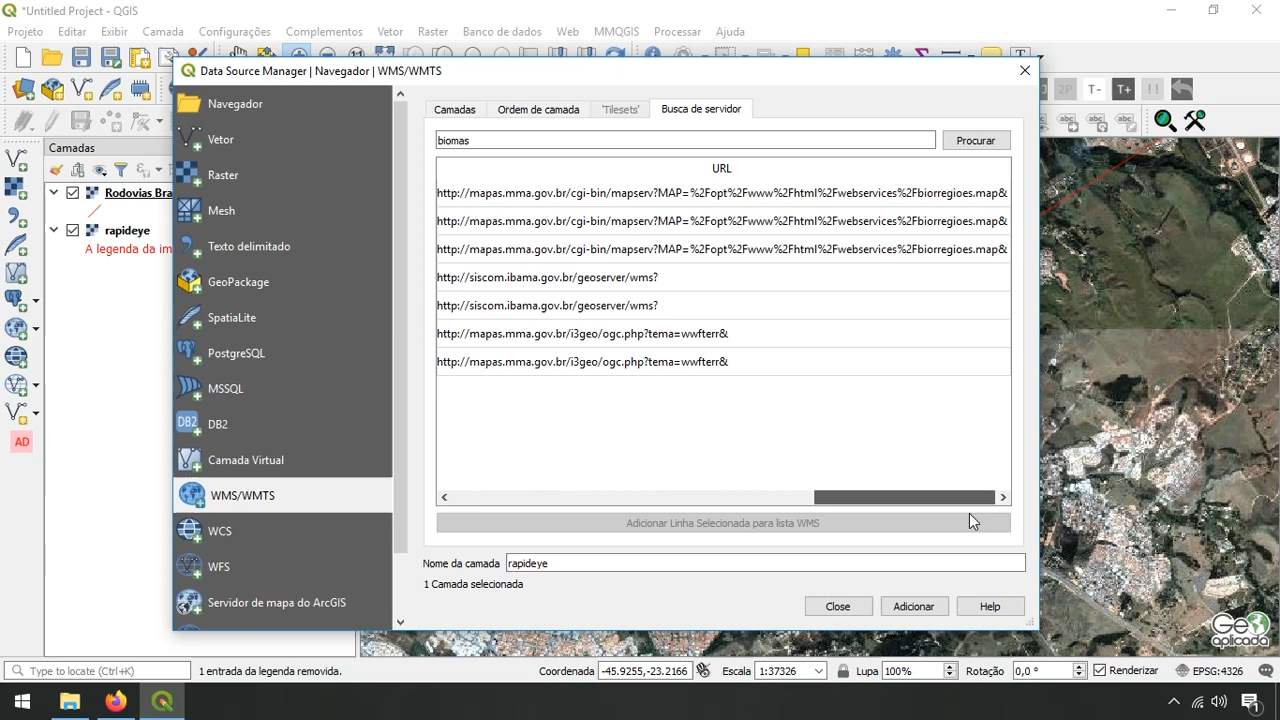 *Untitled Project - QGIS
Projeto Editar Exibir Camada Configurações Complementos Vetor Raster Banco de dados Web MMQGIS Processar Ajuda
Data Source Manager | Navegador | WMS/WMTS
Camadas
Rodovias Bra
rapideye
A legenda da im
AD
Navegador
Vetor
Raster
Mesh
Texto delimitado
GeoPackage
SpatiaLite
PostgreSQL
MSSQL
DB2
Camada Virtual
WMS/WMTS
WCS
WFS
Servidor de mapa do ArcGIS
Camadas Ordem de camada 'Tilesets' Busca de servidor
biomas Procurar
URL
http://mapas.mma.gov.br/cgi-bin/mapserv?MAP=%2Fopt%2Fwww%2Fhtml%2Fwebservices%2Fbiorregioes.map&
http://mapas.mma.gov.br/cgi-bin/mapserv?MAP=%2Fopt%2Fwww%2Fhtml%2Fwebservices%2Fbiorregioes.map&
http://mapas.mma.gov.br/cgi-bin/mapserv?MAP=%2Fopt%2Fwww%2Fhtml%2Fwebservices%2Fbiorregioes.map&
http://siscom.ibama.gov.br/geoserver/wms?
http://siscom.ibama.gov.br/geoserver/wms?
http://mapas.mma.gov.br/i3geo/ogc.php?tema=wwfterr&
http://mapas.mma.gov.br/i3geo/ogc.php?tema=wwfterr&
Adicionar Linha Selecionada para lista WMS
Nome da camada rapideye
1 Camada selecionada
Close Adicionar Help
Geo
aplicada
Type to locate (Ctrl+K) 1 entrada da legenda removida. Coordenada -45.9255,-23.2166 Escala 1:37326 Lupa 100% Rotação 0,0 ° Renderizar EPSG:4326